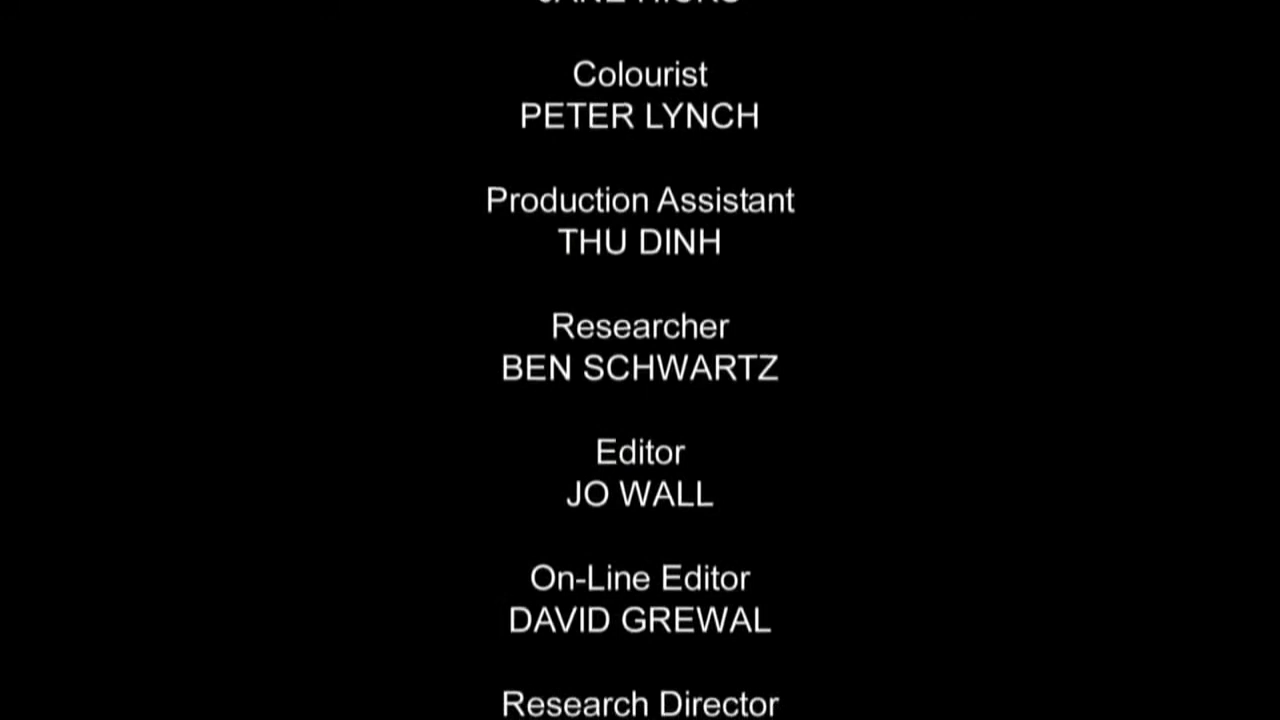 Colourist
PETER LYNCH
Production Assistant
THU DINH
Researcher
BEN SCHWARTZ
Editor
JO WALL
On-Line Editor
DAVID GREWAL
Research Director